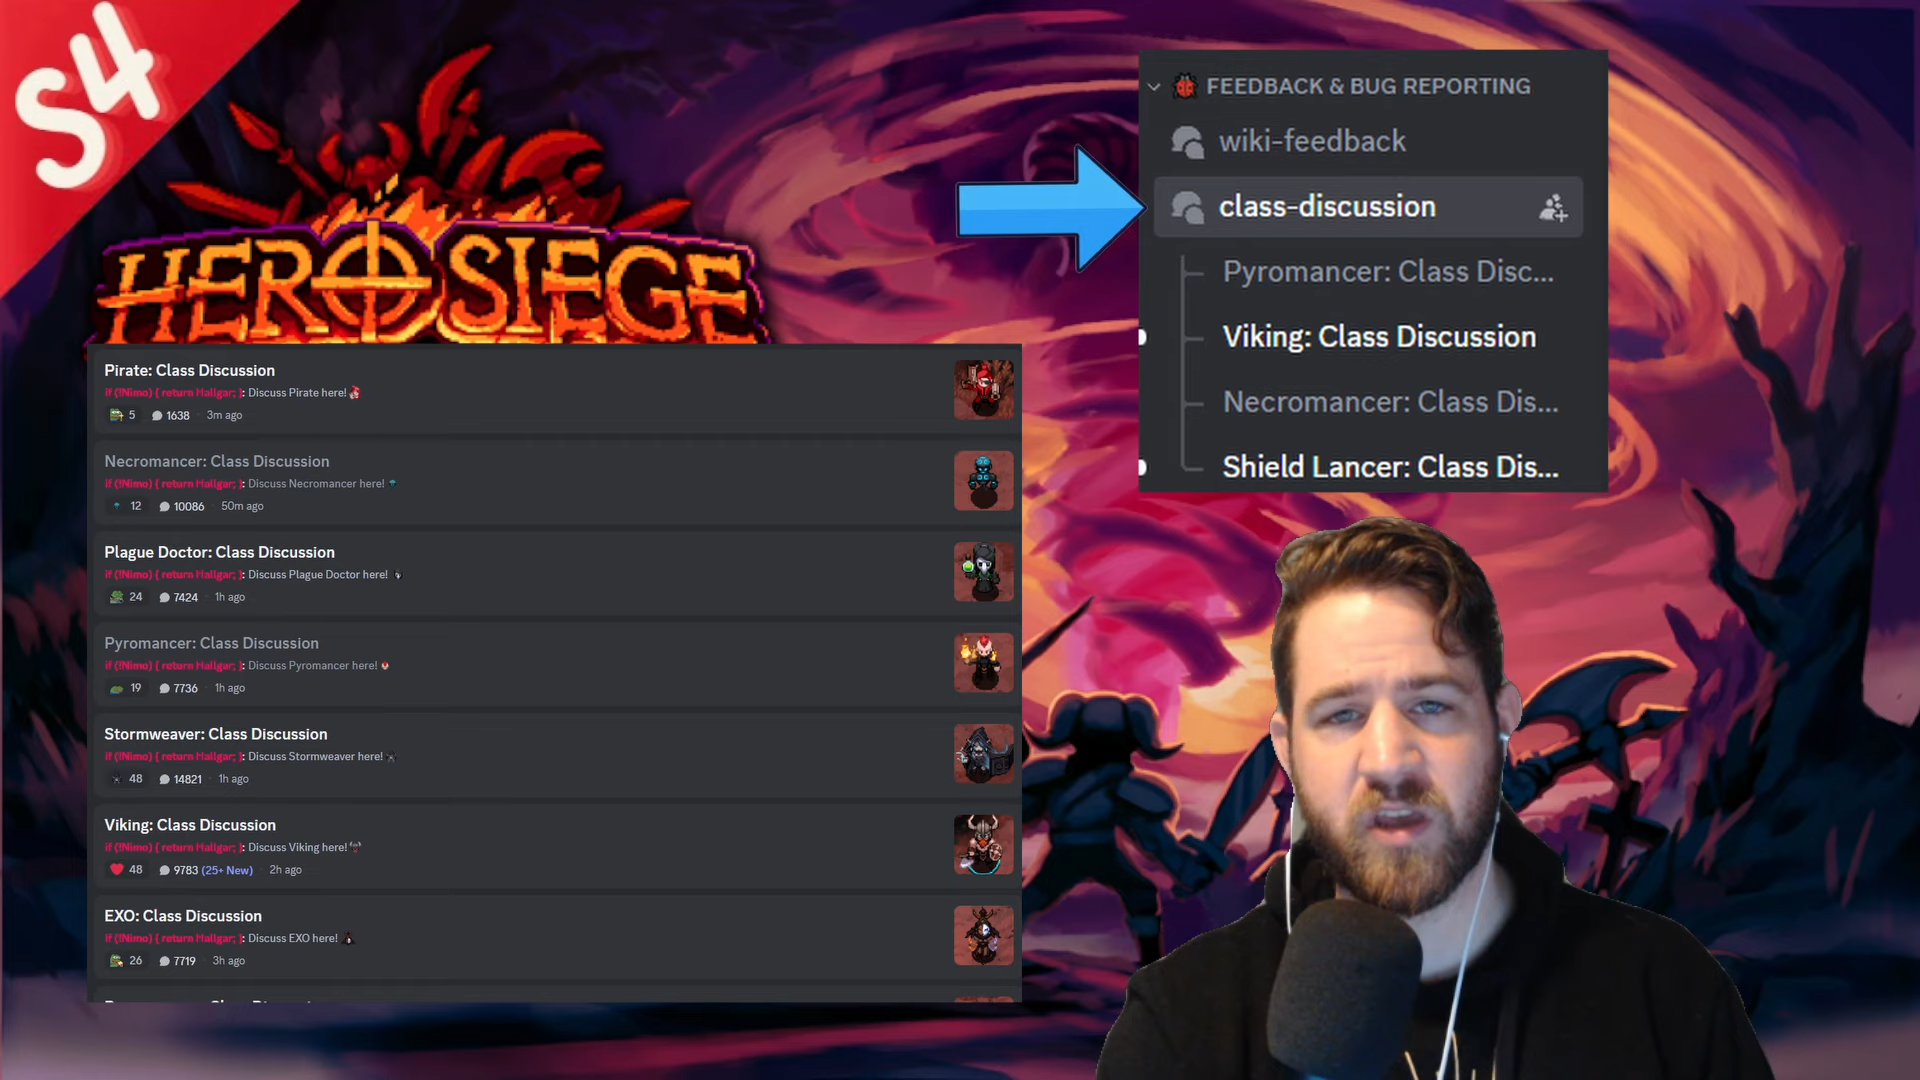 S4
HERO SIEGE
FEEDBACK & BUG REPORTING
wiki-feedback
class-discussion
Pyromancer: Class Disc...
Viking: Class Discussion
Necromancer: Class Dis...
Shield Lancer: Class Dis...
Pirate: Class Discussion
if (!Nimo) { return Hallgar; }: Discuss Pirate here!
5 1638 · 3m ago
Necromancer: Class Discussion
if (!Nimo) { return Hallgar; }: Discuss Necromancer here!
12 10086 · 50m ago
Plague Doctor: Class Discussion
if (!Nimo) { return Hallgar; }: Discuss Plague Doctor here!
24 7424 · 1h ago
Pyromancer: Class Discussion
if (!Nimo) { return Hallgar; }: Discuss Pyromancer here!
19 7736 · 1h ago
Stormweaver: Class Discussion
if (!Nimo) { return Hallgar; }: Discuss Stormweaver here!
48 14821 · 1h ago
Viking: Class Discussion
if (!Nimo) { return Hallgar; }: Discuss Viking here!
48 9783 (25+ New) · 2h ago
EXO: Class Discussion
if (!Nimo) { return Hallgar; }: Discuss EXO here!
26 7719 · 3h ago